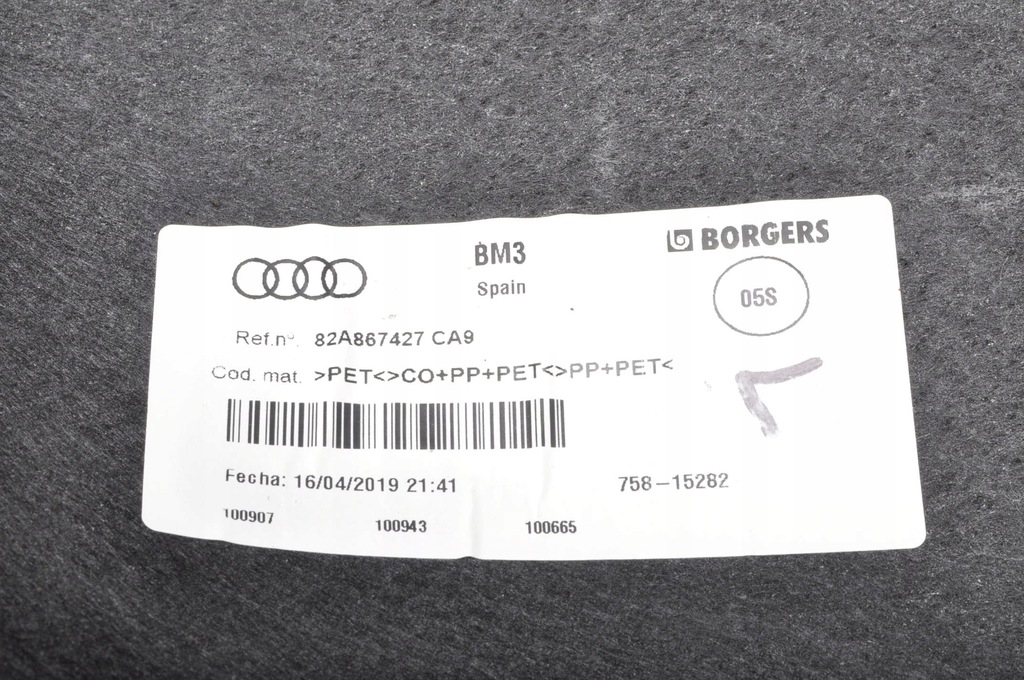 BM3
BORGERS
Spain
05S
Ref.nº. 82A867427 CA9
Cod. mat. >PET<>CO+PP+PET<>PP+PET<
Fecha: 16/04/2019 21:41
758-15282
100907 100943 100665